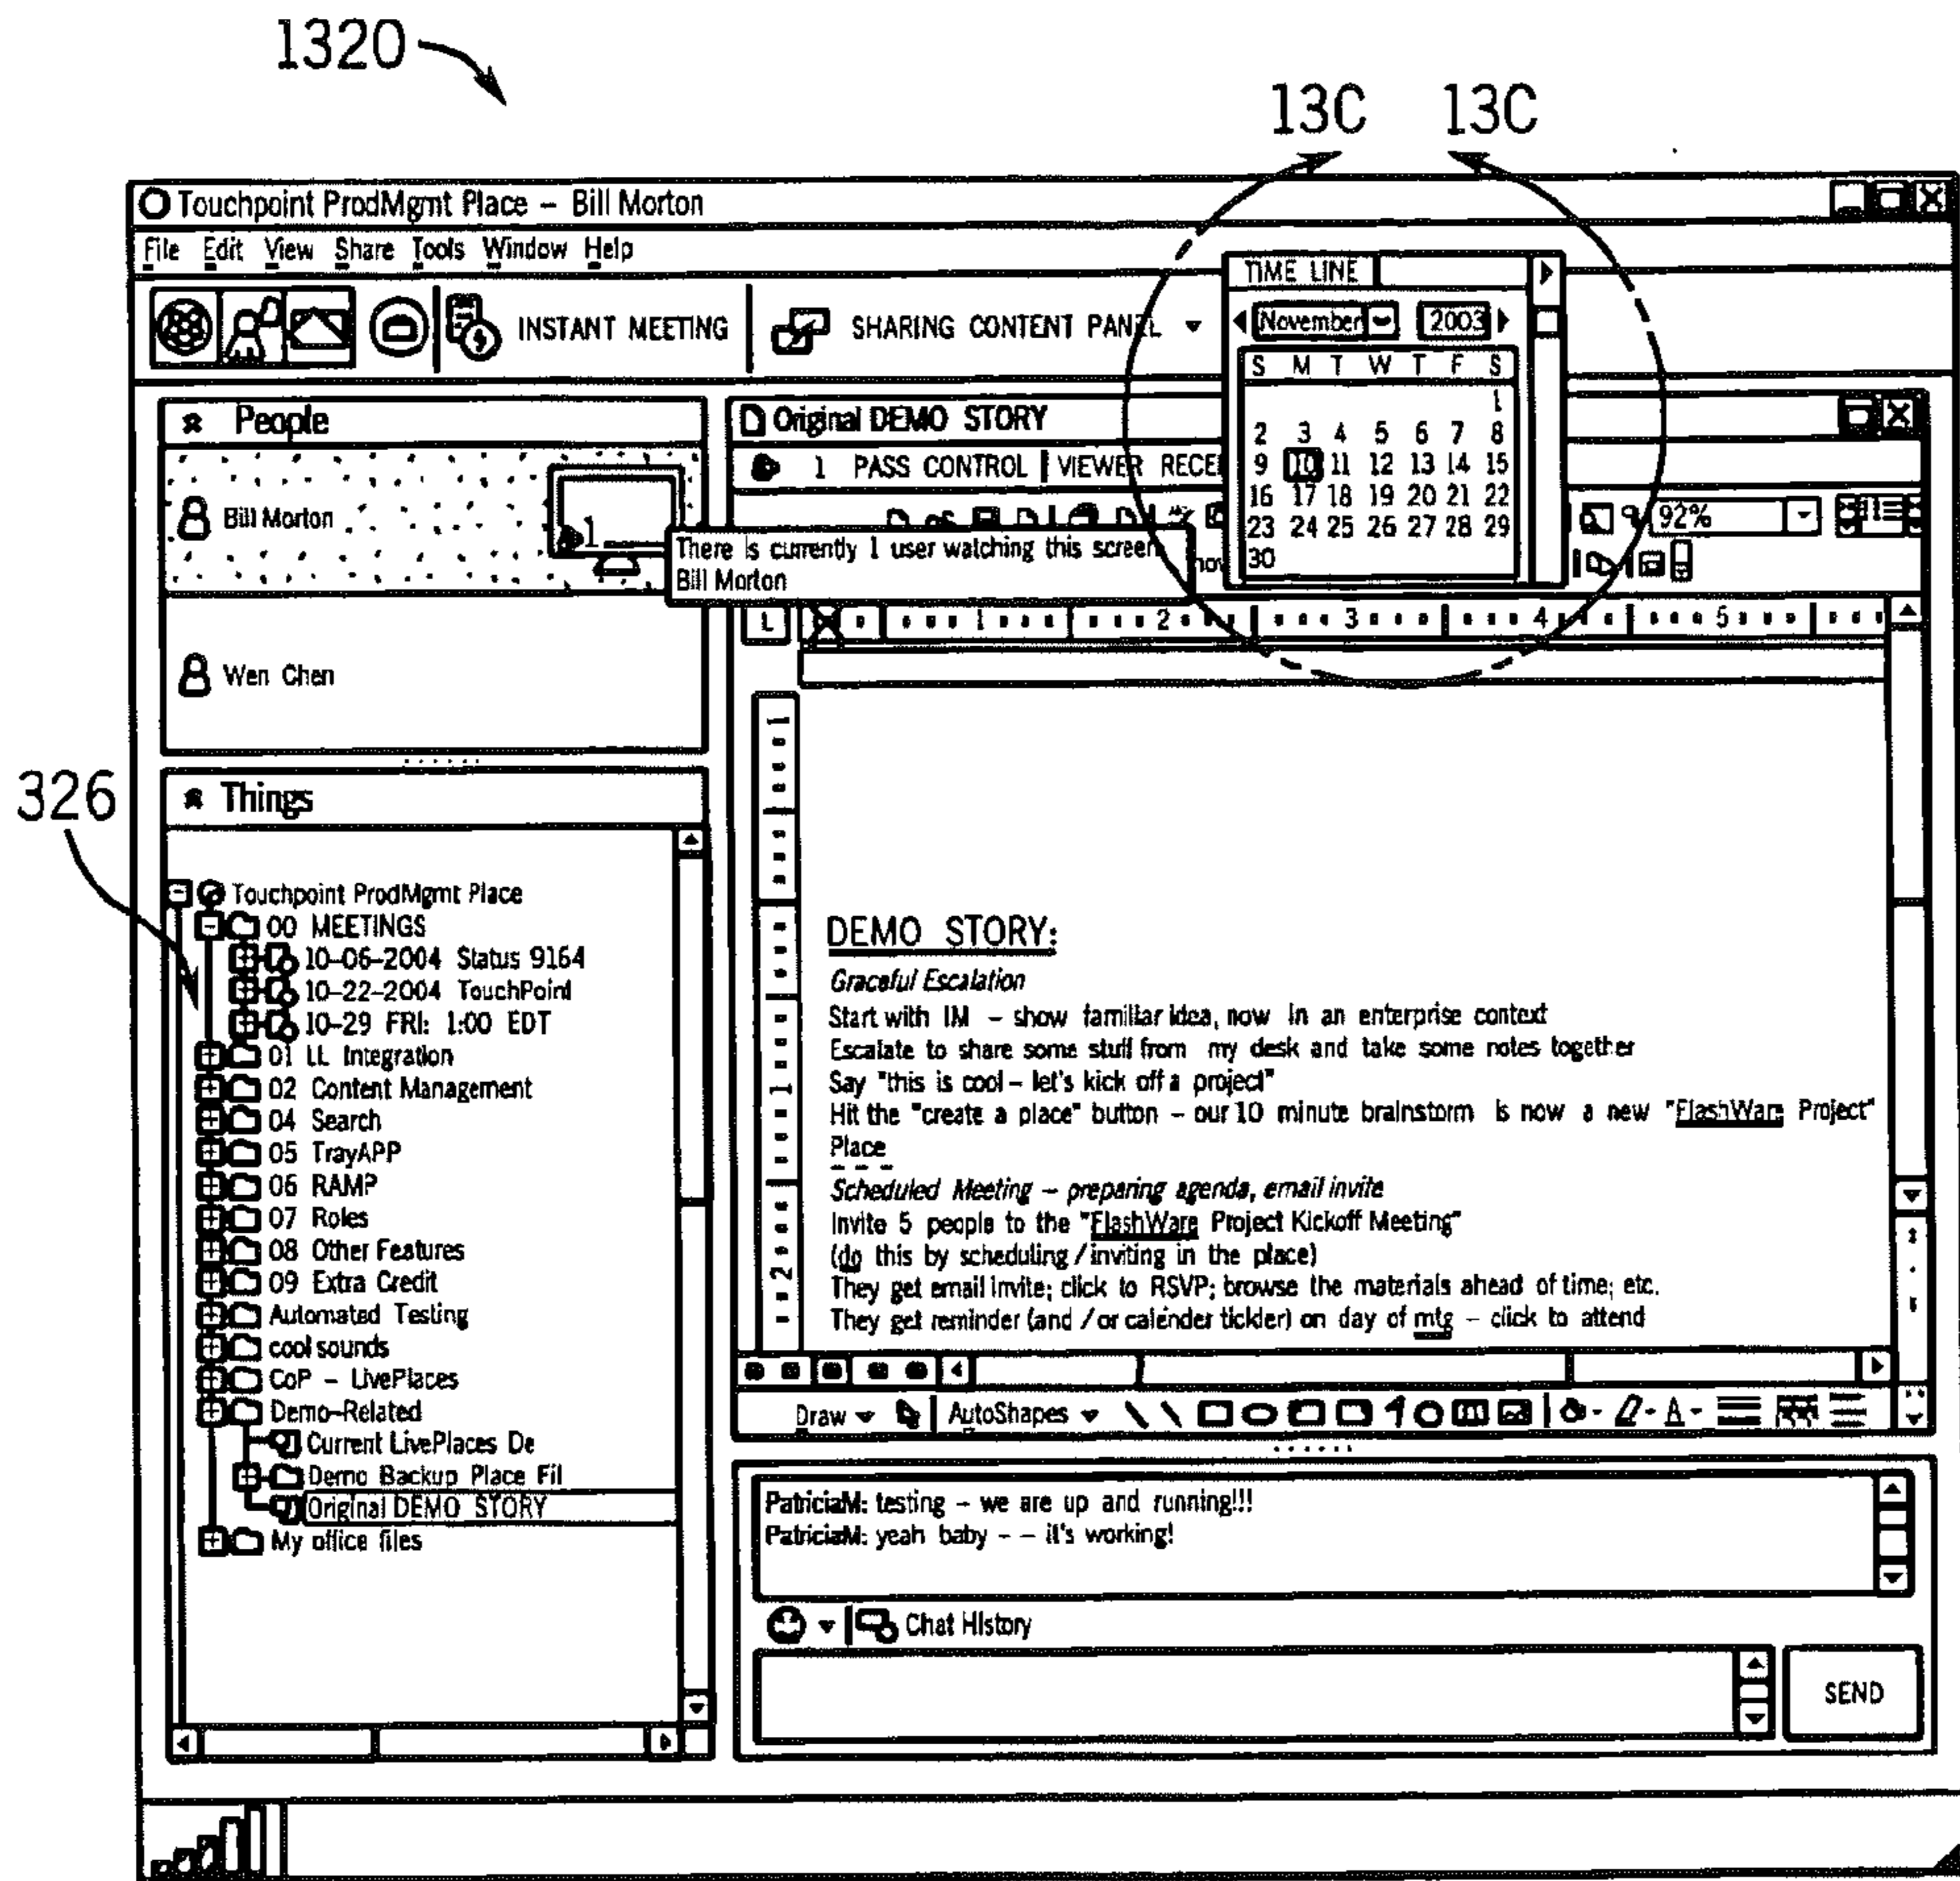 1320
13C 13C
Touchpoint ProdMgmt Place – Bill Morton
File Edit View Share Tools Window Help
INSTANT MEETING
SHARING CONTENT PANEL
TIME LINE
November 2003
S M T W T F S
1
2 3 4 5 6 7 8
9 10 11 12 13 14 15
16 17 18 19 20 21 22
23 24 25 26 27 28 29
30
People
Bill Morton
1
There is currently 1 user watching this screen
Bill Morton
Wen Chen
Original DEMO STORY
1 PASS CONTROL VIEWER
92%
L 1 2 3 4 5
326
Things
Touchpoint ProdMgmt Place
00 MEETINGS
10-06-2004 Status 9164
10-22-2004 TouchPoint
10-29 FRI: 1:00 EDT
01 LL Integration
02 Content Management
04 Search
05 TrayAPP
06 RAMP
07 Roles
08 Other Features
09 Extra Credit
Automated Testing
cool sounds
CoP – LivePlaces
Demo-Related
Current LivePlaces De
Demo Backup Place Fil
Original DEMO STORY
My office files
1
1
2
DEMO STORY:
Graceful Escalation
Start with IM – show familiar idea, now in an enterprise context
Escalate to share some stuff from my desk and take some notes together
Say "this is cool – let's kick off a project"
Hit the "create a place" button – our 10 minute brainstorm is now a new "FlashWare Project"
Place
Scheduled Meeting – preparing agenda, email invite
Invite 5 people to the "FlashWare Project Kickoff Meeting"
(do this by scheduling / inviting in the place)
They get email invite; click to RSVP; browse the materials ahead of time; etc.
They get reminder (and / or calender tickler) on day of mtg – click to attend
Draw AutoShapes A
PatriciaM: testing – we are up and running!!!
PatriciaM: yeah baby – – it's working!
Chat History
SEND